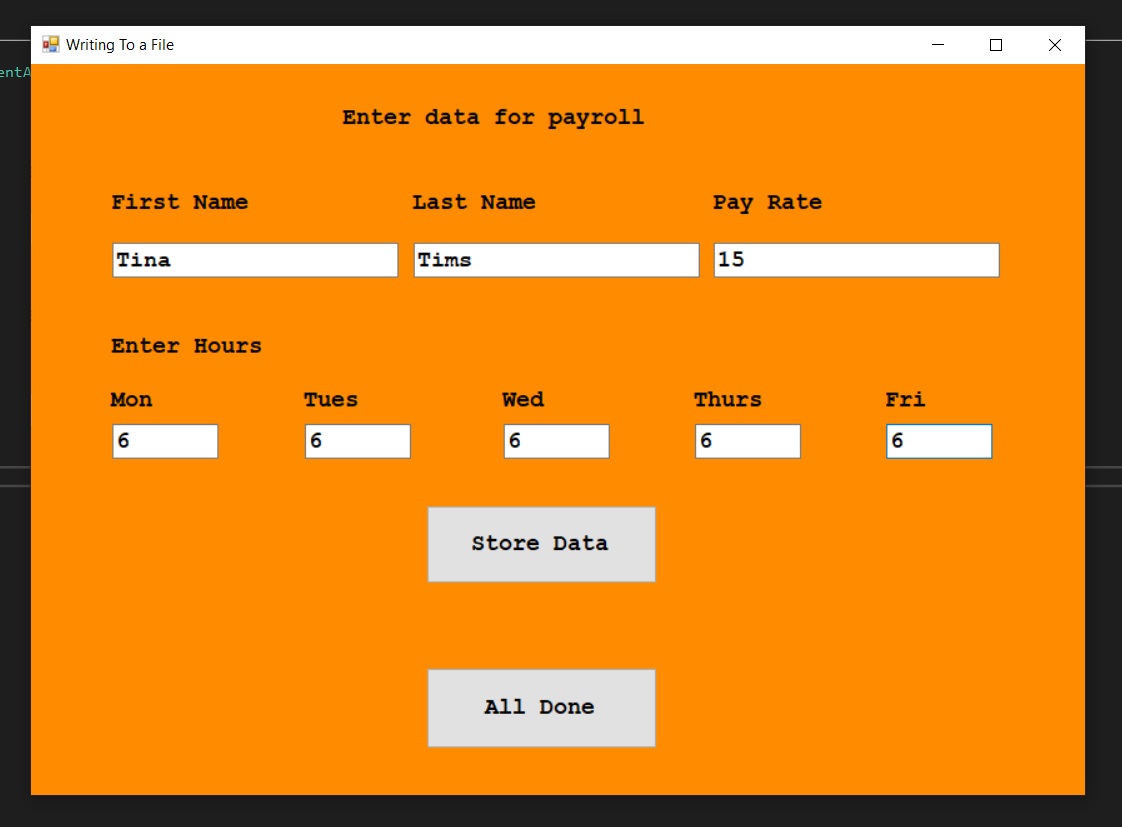 Writing To a File
entA
Enter data for payroll
First Name Last Name Pay Rate
Tina Tims 15
Enter Hours
Mon Tues Wed Thurs Fri
6 6 6 6 6
Store Data
All Done